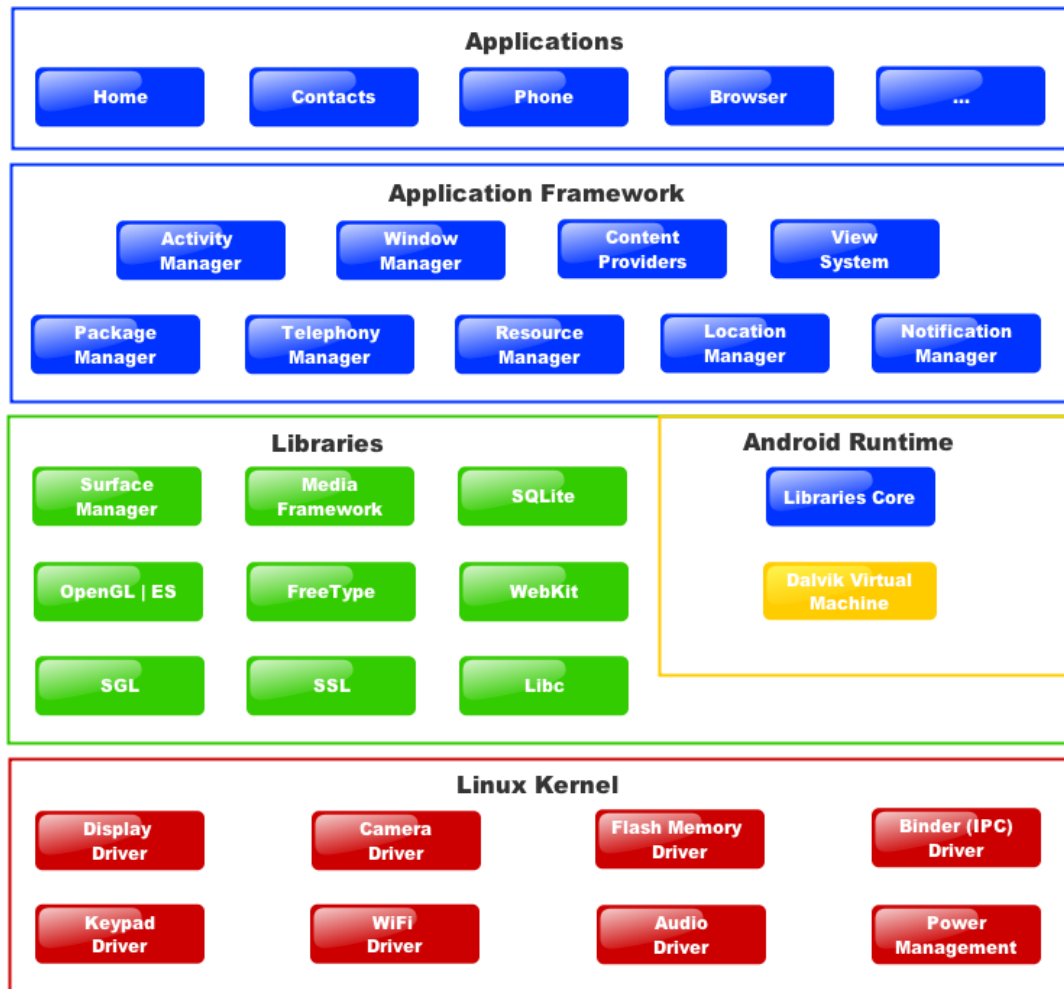 Applications
Home
Contacts
Phone
Browser
...
Application Framework
Activity
Manager
Window
Manager
Content
Providers
View
System
Package
Manager
Telephony
Manager
Resource
Manager
Location
Manager
Notification
Manager
Libraries
Surface
Manager
Media
Framework
SQLite
OpenGL | ES
FreeType
WebKit
SGL
SSL
Libc
Android Runtime
Libraries Core
Dalvik Virtual
Machine
Linux Kernel
Display
Driver
Camera
Driver
Flash Memory
Driver
Binder (IPC)
Driver
Keypad
Driver
WiFi
Driver
Audio
Driver
Power
Management